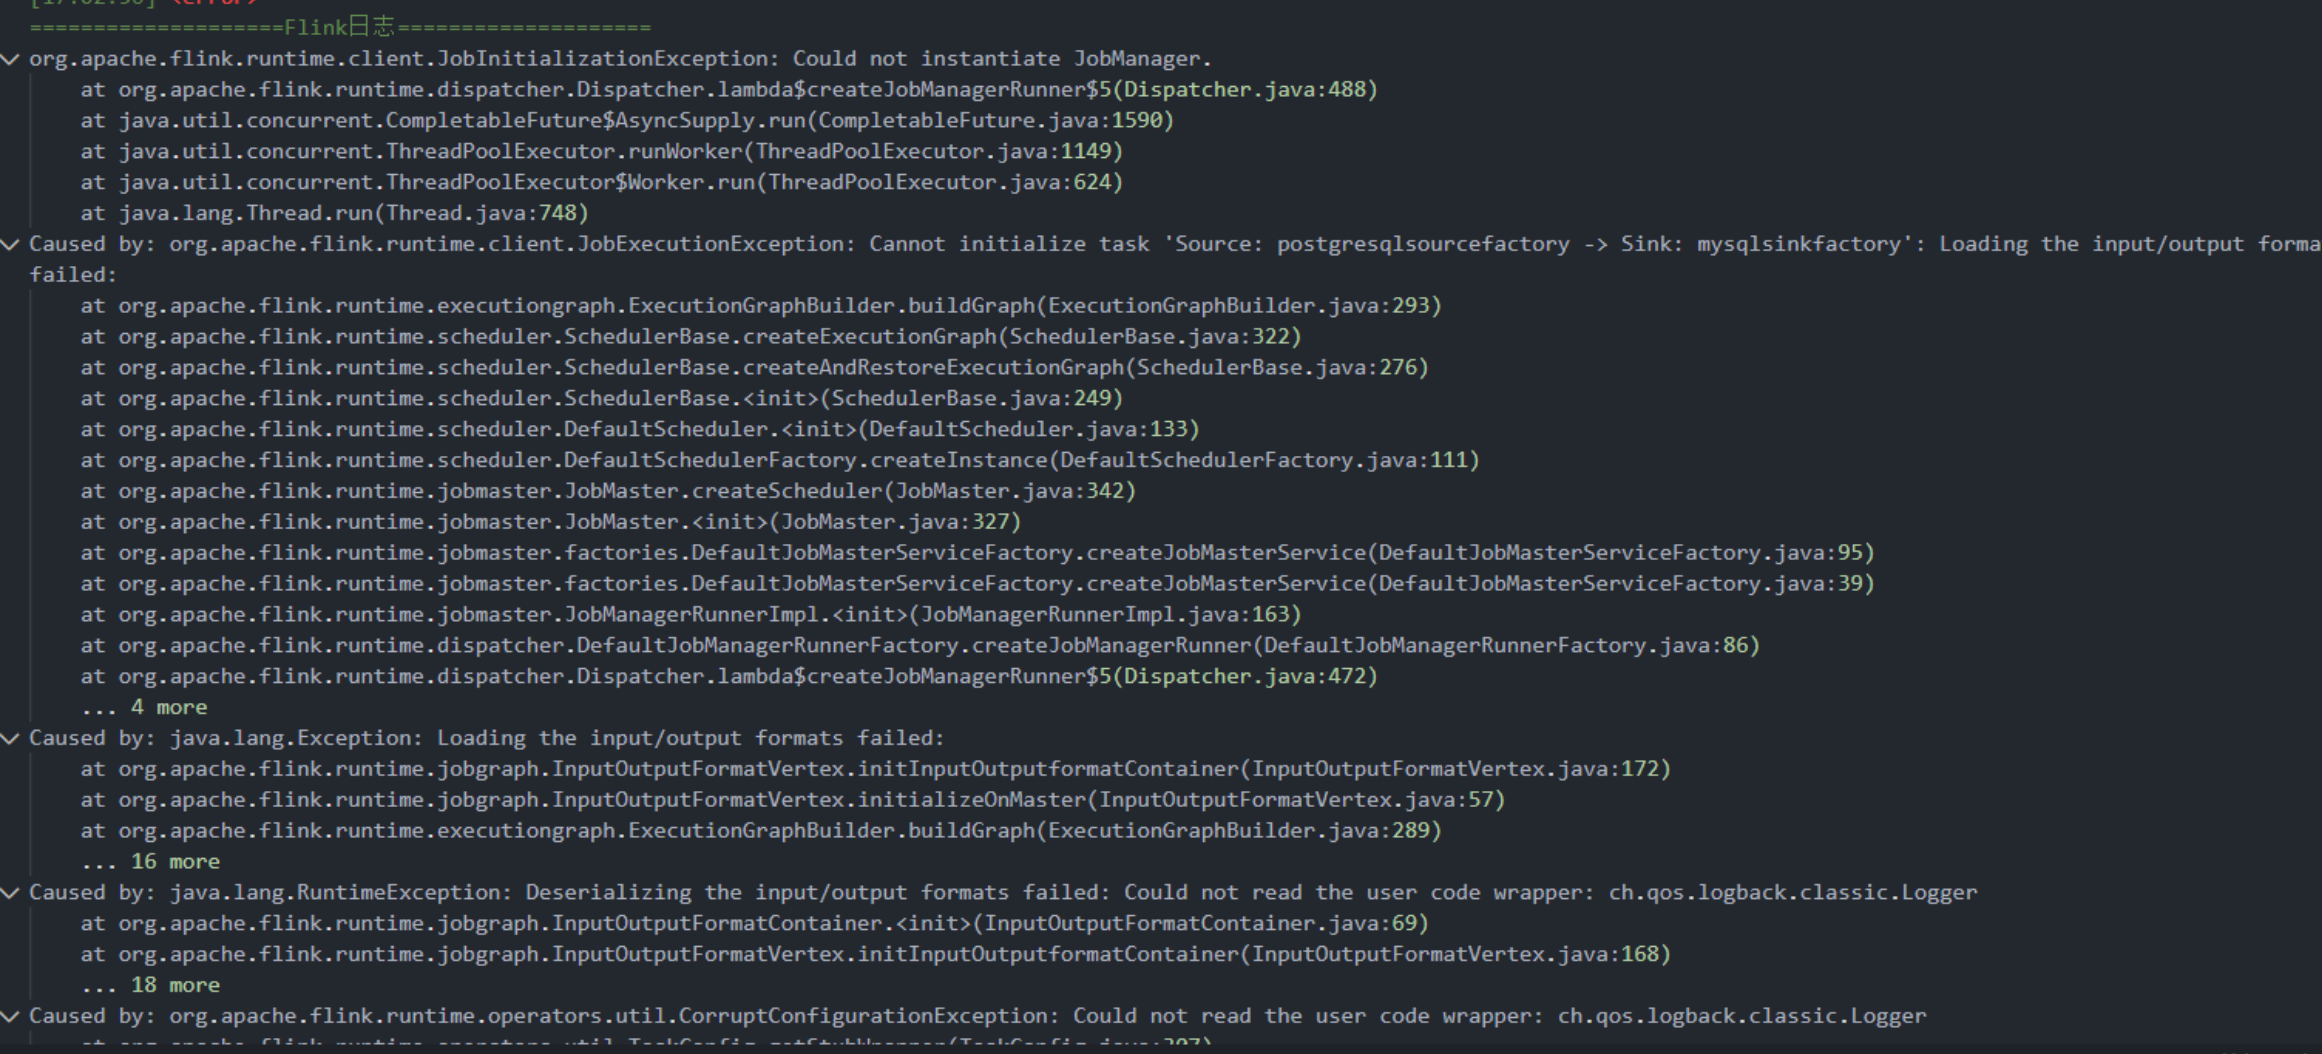 ====================Flink日志====================
org.apache.flink.runtime.client.JobInitializationException: Could not instantiate JobManager.
at org.apache.flink.runtime.dispatcher.Dispatcher.lambda$createJobManagerRunner$5(Dispatcher.java:488)
at java.util.concurrent.CompletableFuture$AsyncSupply.run(CompletableFuture.java:1590)
at java.util.concurrent.ThreadPoolExecutor.runWorker(ThreadPoolExecutor.java:1149)
at java.util.concurrent.ThreadPoolExecutor$Worker.run(ThreadPoolExecutor.java:624)
at java.lang.Thread.run(Thread.java:748)
Caused by: org.apache.flink.runtime.client.JobExecutionException: Cannot initialize task 'Source: postgresqlsourcefactory -> Sink: mysqlsinkfactory': Loading the input/output forma
failed:
at org.apache.flink.runtime.executiongraph.ExecutionGraphBuilder.buildGraph(ExecutionGraphBuilder.java:293)
at org.apache.flink.runtime.scheduler.SchedulerBase.createExecutionGraph(SchedulerBase.java:322)
at org.apache.flink.runtime.scheduler.SchedulerBase.createAndRestoreExecutionGraph(SchedulerBase.java:276)
at org.apache.flink.runtime.scheduler.SchedulerBase.<init>(SchedulerBase.java:249)
at org.apache.flink.runtime.scheduler.DefaultScheduler.<init>(DefaultScheduler.java:133)
at org.apache.flink.runtime.scheduler.DefaultSchedulerFactory.createInstance(DefaultSchedulerFactory.java:111)
at org.apache.flink.runtime.jobmaster.JobMaster.createScheduler(JobMaster.java:342)
at org.apache.flink.runtime.jobmaster.JobMaster.<init>(JobMaster.java:327)
at org.apache.flink.runtime.jobmaster.factories.DefaultJobMasterServiceFactory.createJobMasterService(DefaultJobMasterServiceFactory.java:95)
at org.apache.flink.runtime.jobmaster.factories.DefaultJobMasterServiceFactory.createJobMasterService(DefaultJobMasterServiceFactory.java:39)
at org.apache.flink.runtime.jobmaster.JobManagerRunnerImpl.<init>(JobManagerRunnerImpl.java:163)
at org.apache.flink.runtime.dispatcher.DefaultJobManagerRunnerFactory.createJobManagerRunner(DefaultJobManagerRunnerFactory.java:86)
at org.apache.flink.runtime.dispatcher.Dispatcher.lambda$createJobManagerRunner$5(Dispatcher.java:472)
... 4 more
Caused by: java.lang.Exception: Loading the input/output formats failed:
at org.apache.flink.runtime.jobgraph.InputOutputFormatVertex.initInputOutputformatContainer(InputOutputFormatVertex.java:172)
at org.apache.flink.runtime.jobgraph.InputOutputFormatVertex.initializeOnMaster(InputOutputFormatVertex.java:57)
at org.apache.flink.runtime.executiongraph.ExecutionGraphBuilder.buildGraph(ExecutionGraphBuilder.java:289)
... 16 more
Caused by: java.lang.RuntimeException: Deserializing the input/output formats failed: Could not read the user code wrapper: ch.qos.logback.classic.Logger
at org.apache.flink.runtime.jobgraph.InputOutputFormatContainer.<init>(InputOutputFormatContainer.java:69)
at org.apache.flink.runtime.jobgraph.InputOutputFormatVertex.initInputOutputformatContainer(InputOutputFormatVertex.java:168)
... 18 more
Caused by: org.apache.flink.runtime.operators.util.CorruptConfigurationException: Could not read the user code wrapper: ch.qos.logback.classic.Logger